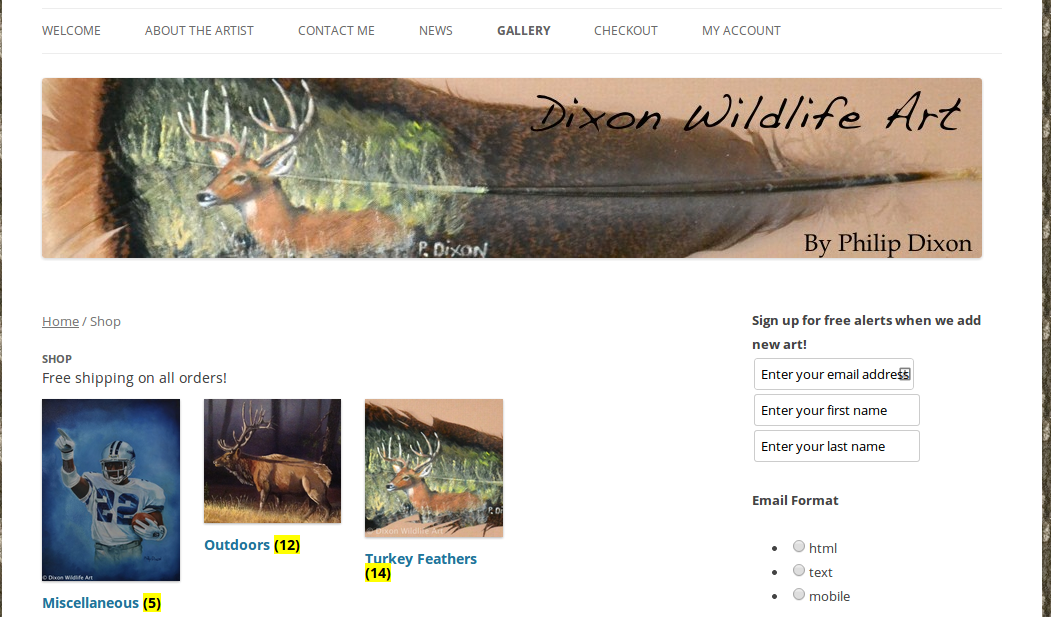 WELCOME ABOUT THE ARTIST CONTACT ME NEWS GALLERY CHECKOUT MY ACCOUNT
Dixon Wildlife Art
P. DIXON
By Philip Dixon
Home / Shop
SHOP
Free shipping on all orders!
22
© Dixon Wildlife Art
Miscellaneous (5)
Outdoors (12)
P. Di
© Dixon Wildlife Art
Turkey Feathers
(14)
Sign up for free alerts when we add
new art!
Enter your email address
Enter your first name
Enter your last name
Email Format
html
text
mobile